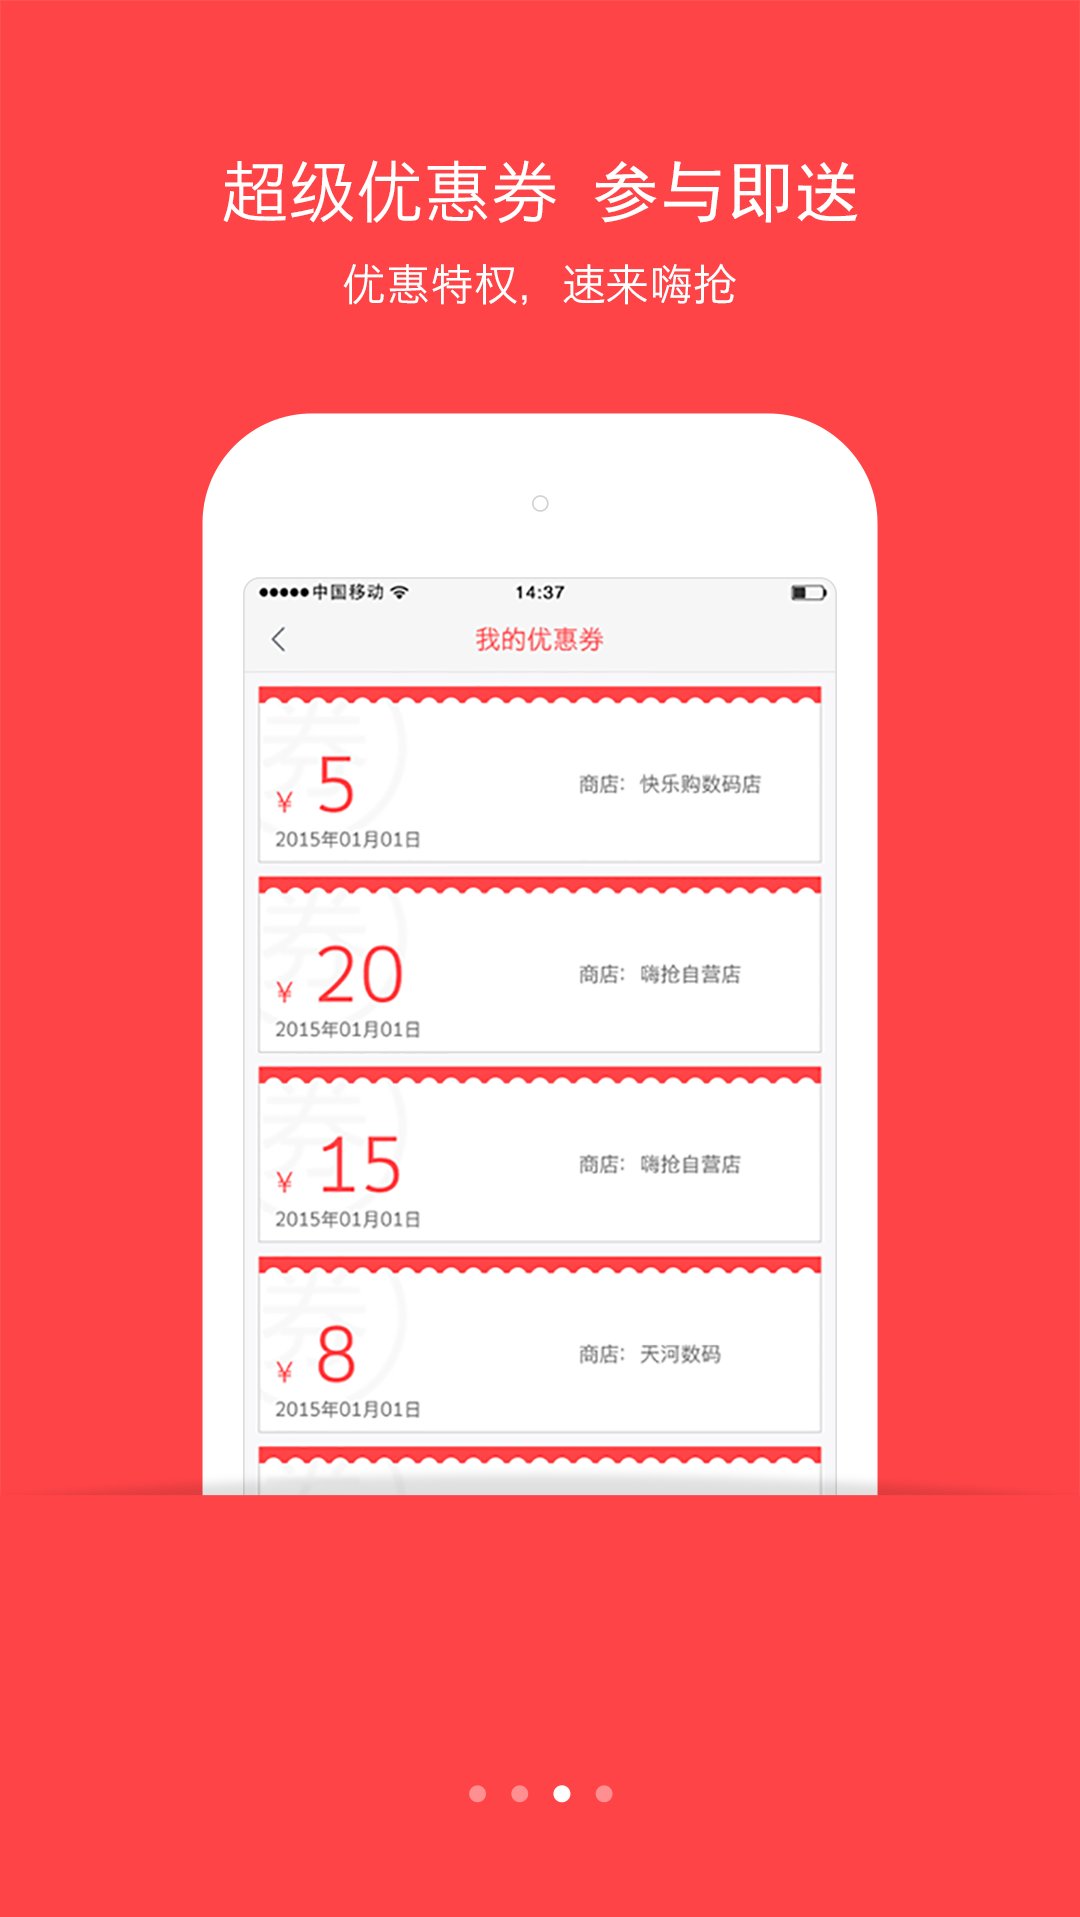 超级优惠券 参与即送
优惠特权，速来嗨抢
中国移动 14:37
我的优惠券
券
¥ 5
商店：快乐购数码店
2015年01月01日
券
¥ 20
商店：嗨抢自营店
2015年01月01日
券
¥ 15
商店：嗨抢自营店
2015年01月01日
券
¥ 8
商店：天河数码
2015年01月01日